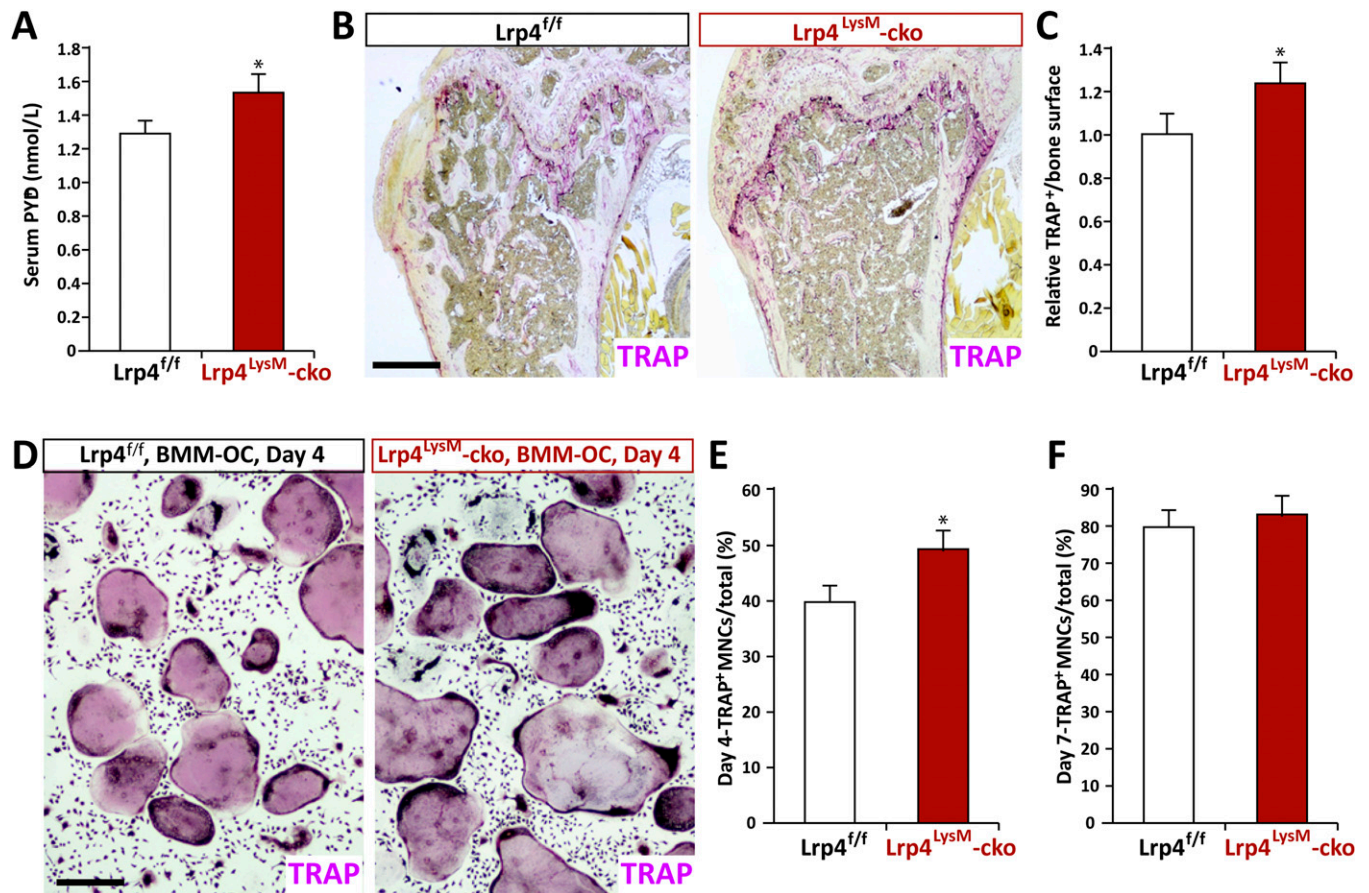 A
Serum PYD (nmol/L)
1.8
1.6
1.4
1.2
1.0
0.8
0.6
0.4
0.2
0
*
Lrp4f/f
Lrp4LysM-cko
B
Lrp4f/f
Lrp4LysM-cko
TRAP
TRAP
C
Relative TRAP+/bone surface
1.4
1.2
1.0
0.8
0.6
0.4
0.2
0
*
Lrp4f/f
Lrp4LysM-cko
D
Lrp4f/f, BMM-OC, Day 4
Lrp4LysM-cko, BMM-OC, Day 4
TRAP
TRAP
E
Day 4-TRAP+MNCs/total (%)
60
50
40
30
20
10
0
*
Lrp4f/f
Lrp4LysM-cko
F
Day 7-TRAP+MNCs/total (%)
90
80
70
60
50
40
30
20
10
0
Lrp4f/f
Lrp4LysM-cko